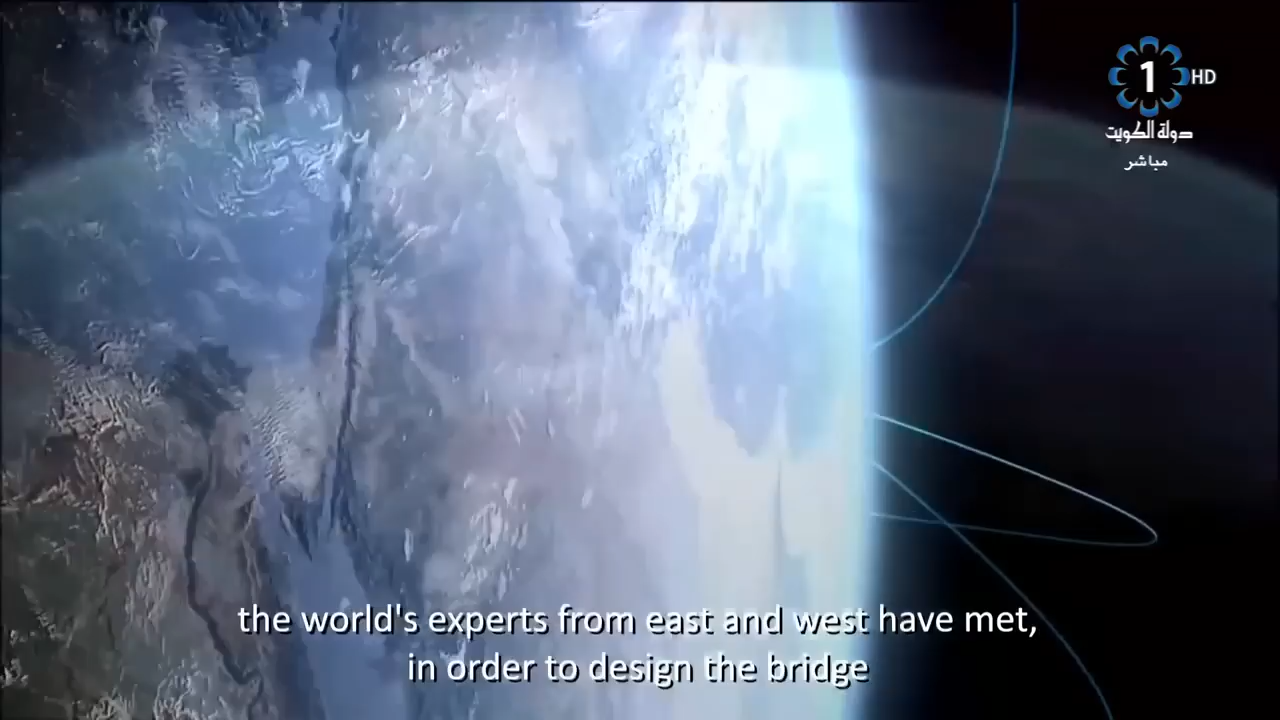 1 HD
دولة الكويت
مباشر
the world's experts from east and west have met,
in order to design the bridge